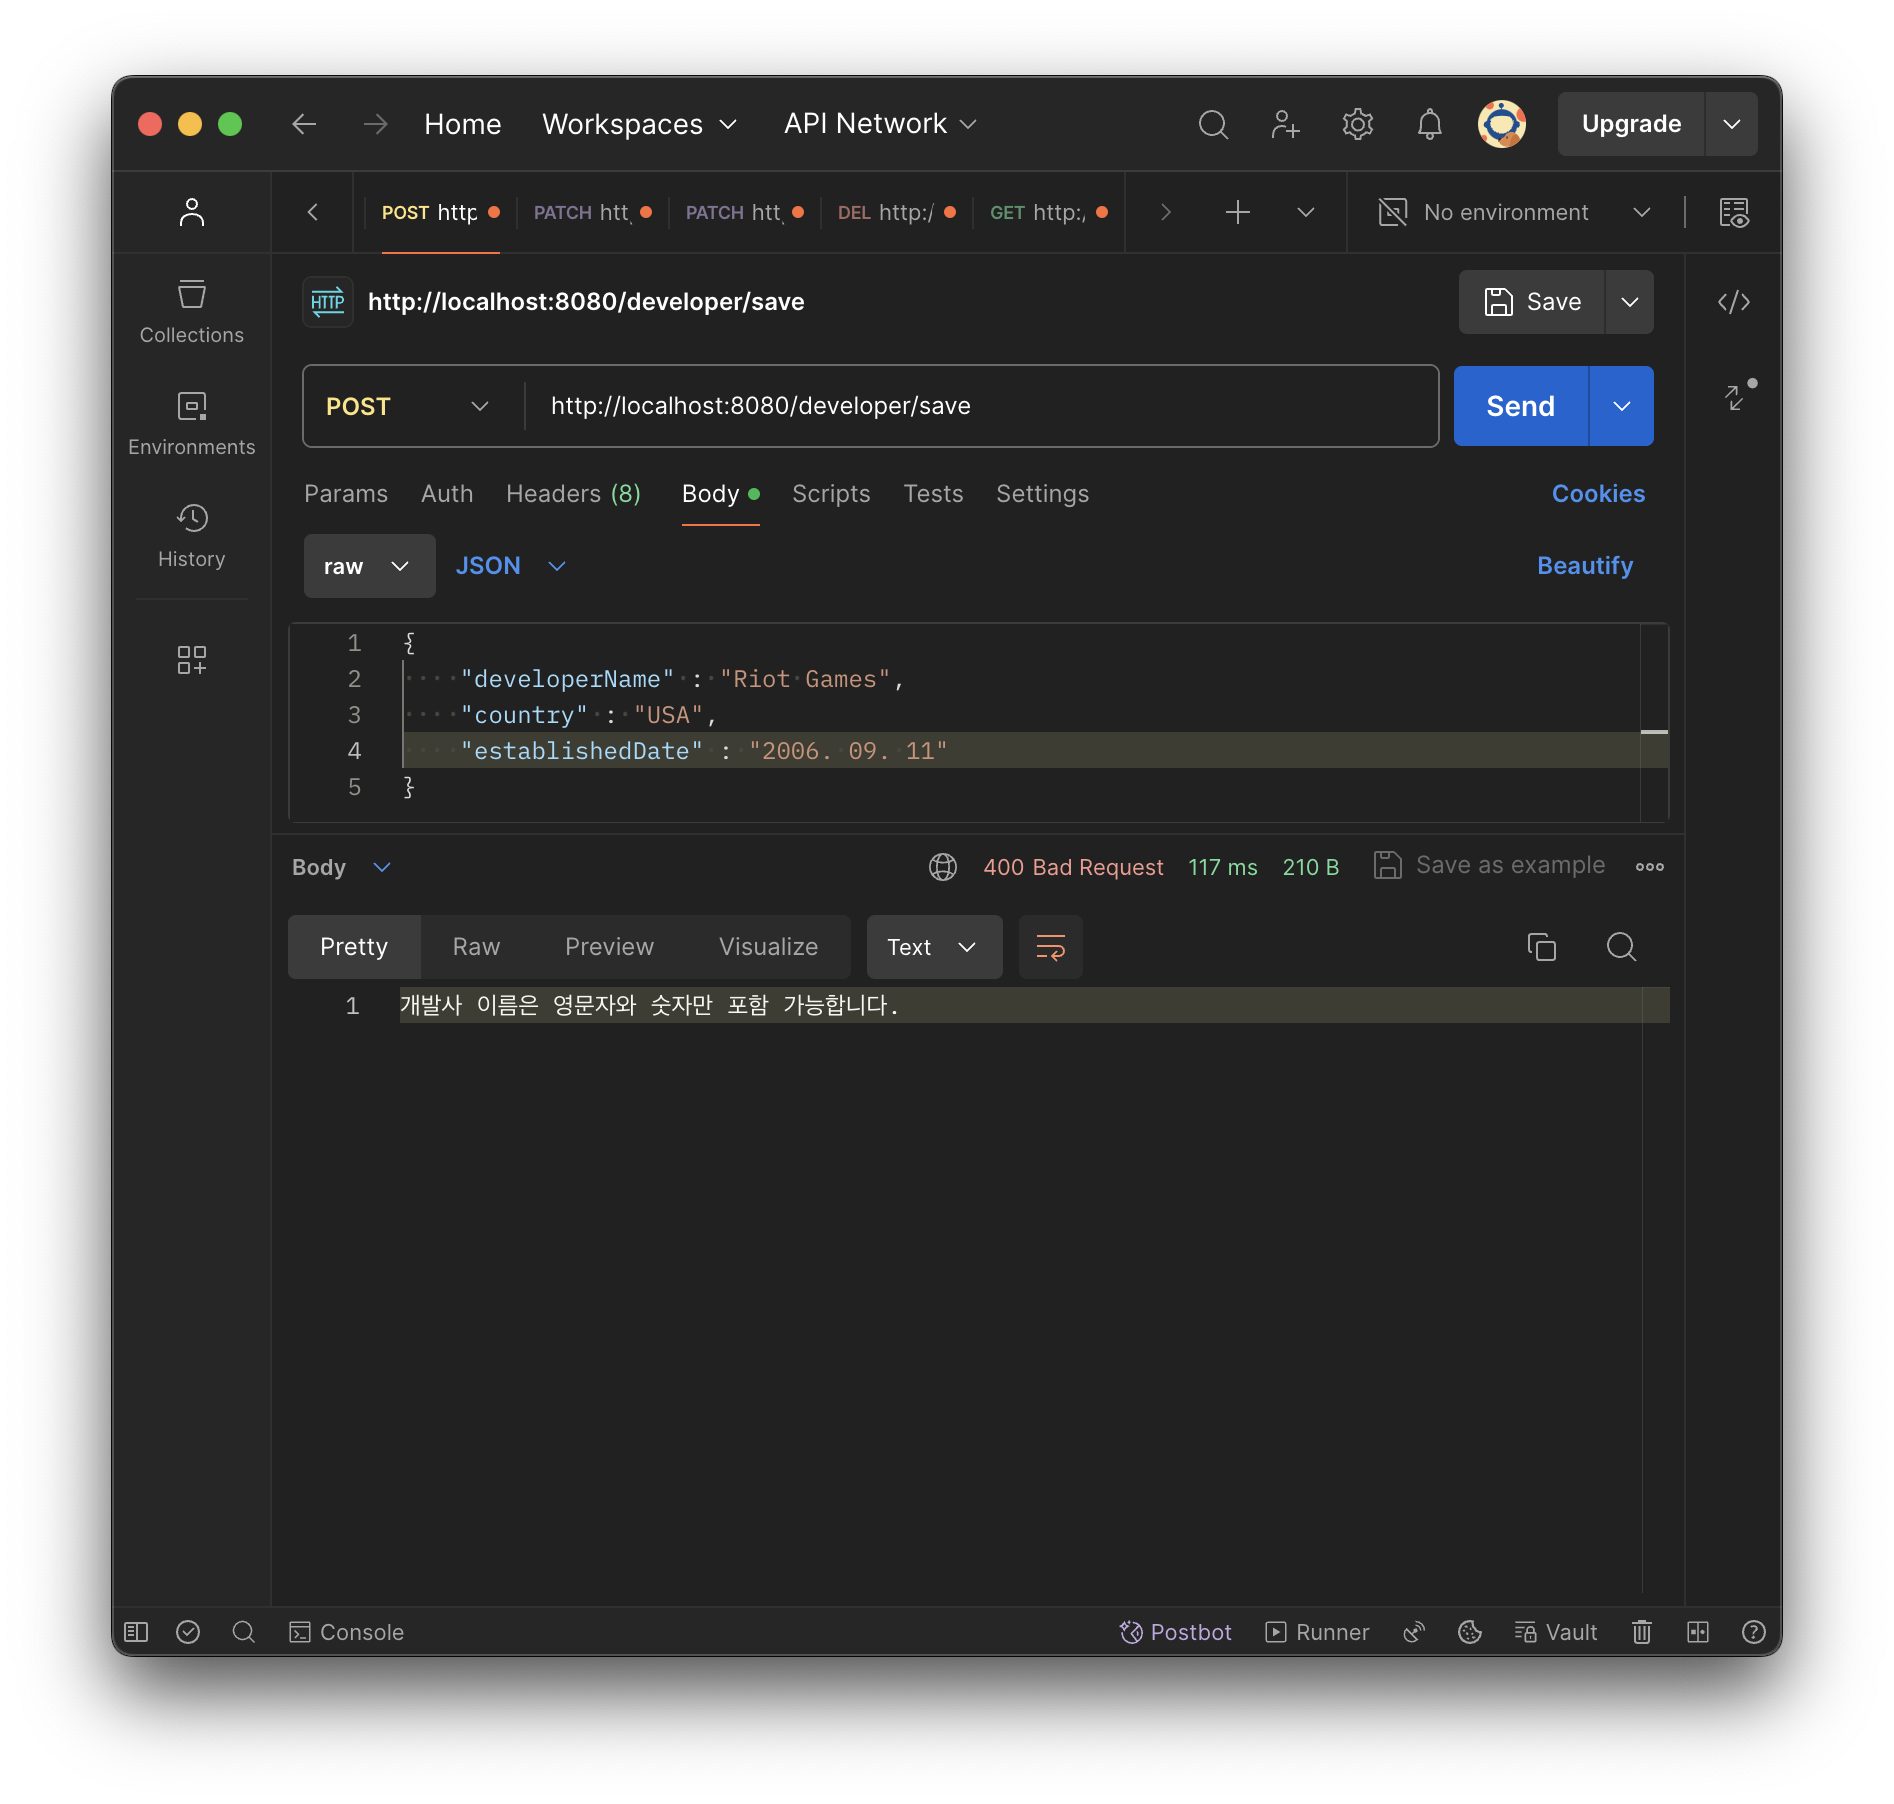 Home Workspaces API Network Upgrade
POST http PATCH htt PATCH htt DEL http:/ GET http:/ No environment
HTTP http://localhost:8080/developer/save Save
Collections
POST http://localhost:8080/developer/save Send
Environments
Params Auth Headers (8) Body Scripts Tests Settings Cookies
History
raw JSON Beautify
1 {
2 "developerName" : "Riot Games",
3 "country" : "USA",
4 "establishedDate" : "2006. 09. 11"
5 }
Body 400 Bad Request 117 ms 210 B Save as example
Pretty Raw Preview Visualize Text
1 개발사 이름은 영문자와 숫자만 포함 가능합니다.
Console Postbot Runner Vault